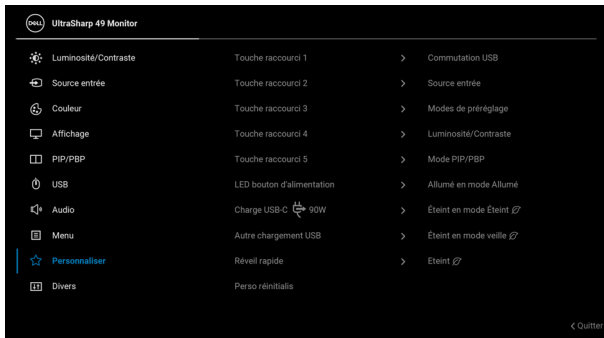 DELL UltraSharp 49 Monitor
Luminosité/Contraste Touche raccourci 1 Commutation USB
Source entrée Touche raccourci 2 Source entrée
Couleur Touche raccourci 3 Modes de préréglage
Affichage Touche raccourci 4 Luminosité/Contraste
PIP/PBP Touche raccourci 5 Mode PIP/PBP
USB LED bouton d'alimentation Allumé en mode Allumé
Audio Charge USB-C 90W Éteint en mode Éteint
Menu Autre chargement USB Éteint en mode veille
Personnaliser Réveil rapide Eteint
Divers Perso réinitialis
Quitter